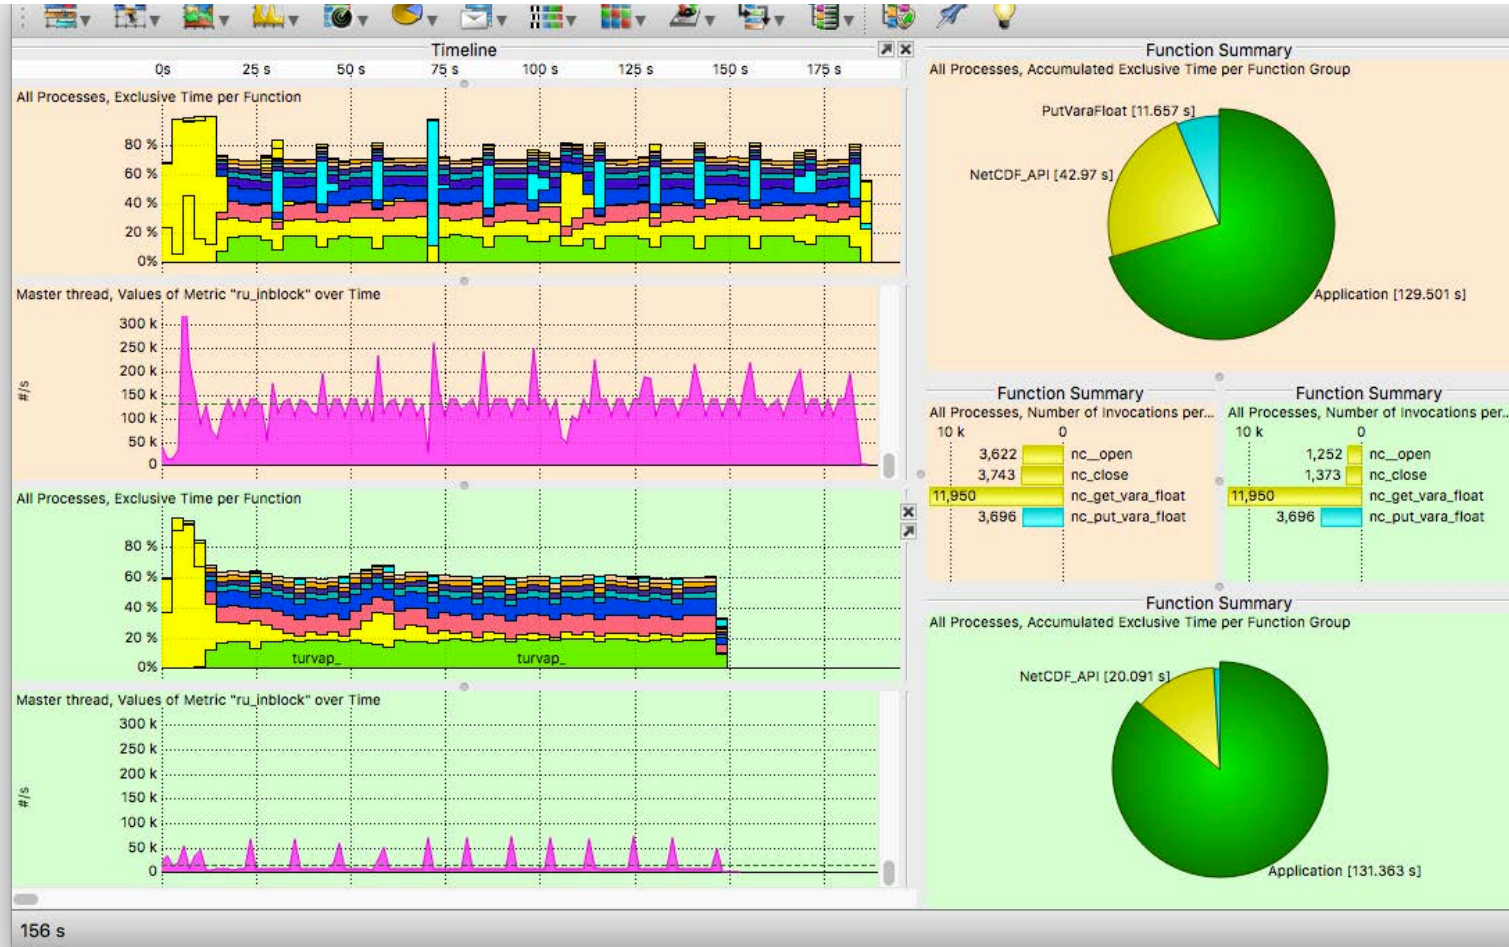 Timeline
0s 25 s 50 s 75 s 100 s 125 s 150 s 175 s
All Processes, Exclusive Time per Function
80 %
60 %
40 %
20 %
0%
Master thread, Values of Metric "ru_inblock" over Time
300 k
250 k
200 k
150 k
100 k
50 k
0
#/s
All Processes, Exclusive Time per Function
80 %
60 %
40 %
20 %
0%
turvap_ turvap_
Master thread, Values of Metric "ru_inblock" over Time
300 k
250 k
200 k
150 k
100 k
50 k
0
#/s
Function Summary
All Processes, Accumulated Exclusive Time per Function Group
PutVaraFloat [11.657 s]
NetCDF_API [42.97 s]
Application [129.501 s]
Function Summary
All Processes, Number of Invocations per...
10 k 0
3,622 nc__open
3,743 nc_close
11,950 nc_get_vara_float
3,696 nc_put_vara_float
Function Summary
All Processes, Number of Invocations per...
10 k 0
1,252 nc__open
1,373 nc_close
11,950 nc_get_vara_float
3,696 nc_put_vara_float
Function Summary
All Processes, Accumulated Exclusive Time per Function Group
NetCDF_API [20.091 s]
Application [131.363 s]
156 s